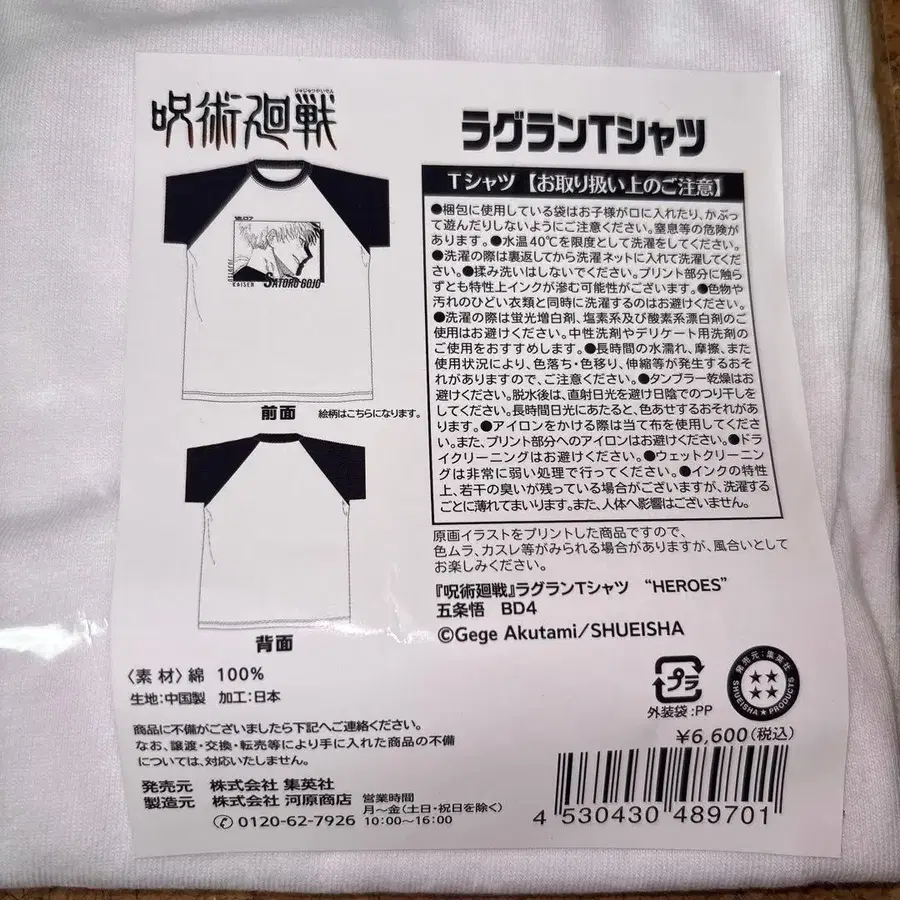 じゅじゅつかいせん
呪術廻戦
ラグランTシャツ
Tシャツ【お取り扱い上のご注意】
●梱包に使用している袋はお子様が口に入れたり、かぶっ
て遊んだりしないようにご注意ください。窒息等の危険が
あります。●水温40℃を限度として洗濯をしてください。
●洗濯の際は裏返してから洗濯ネットに入れて洗濯してくだ
さい。●揉み洗いはしないでください。プリント部分に触ら
ずとも特性上インクが滲む可能性がございます。●色物や
汚れのひどい衣類と同時に洗濯するのはお避けください。
●洗濯の際は蛍光増白剤、塩素系及び酸素系漂白剤のご
使用はお避けください。中性洗剤やデリケート用洗剤の
ご使用をおすすめします。●長時間の水濡れ、摩擦、また
使用状況により、色落ち・色移り、伸縮等が発生するおそ
れがありますので、ご注意ください。●タンブラー乾燥はお
避けください。脱水後は、直射日光を避け日陰でのつり干しを
してください。長時間日光にあたると、色あせするおそれがあ
ります。●アイロンをかける際は当て布を使用してくださ
い。また、プリント部分へのアイロンはお避けください。●ドラ
イクリーニングはお避けください。●ウェットクリーニン
グは非常に弱い処理で行ってください。●インクの特性
上、若干の臭いが残っている場合がございますが、洗濯する
ごとに薄れてまいります。また、人体へ影響はございません。
KAISEN
SATORU GOJO
前面 絵柄はこちらになります。
背面
原画イラストをプリントした商品ですので、
色ムラ、カスレ等がみられる場合がありますが、風合いとして
お楽しみください。
『呪術廻戦』ラグランTシャツ “HEROES”
五条悟 BD4
©Gege Akutami/SHUEISHA
〈素材〉綿 100%
生地:中国製 加工:日本
プラ
外装袋:PP
発売元:集英社
SHUEISHA★PRODUCTS
¥6,600(税込)
商品に不備がございましたら下記へご連絡ください。
なお、譲渡・交換・転売等により手に入れた商品の不備
については、対応いたしません。
発売元 株式会社 集英社
製造元 株式会社 河原商店
0120-62-7926
営業時間
月〜金(土日・祝日を除く)
10:00〜16:00
4 530430 489701